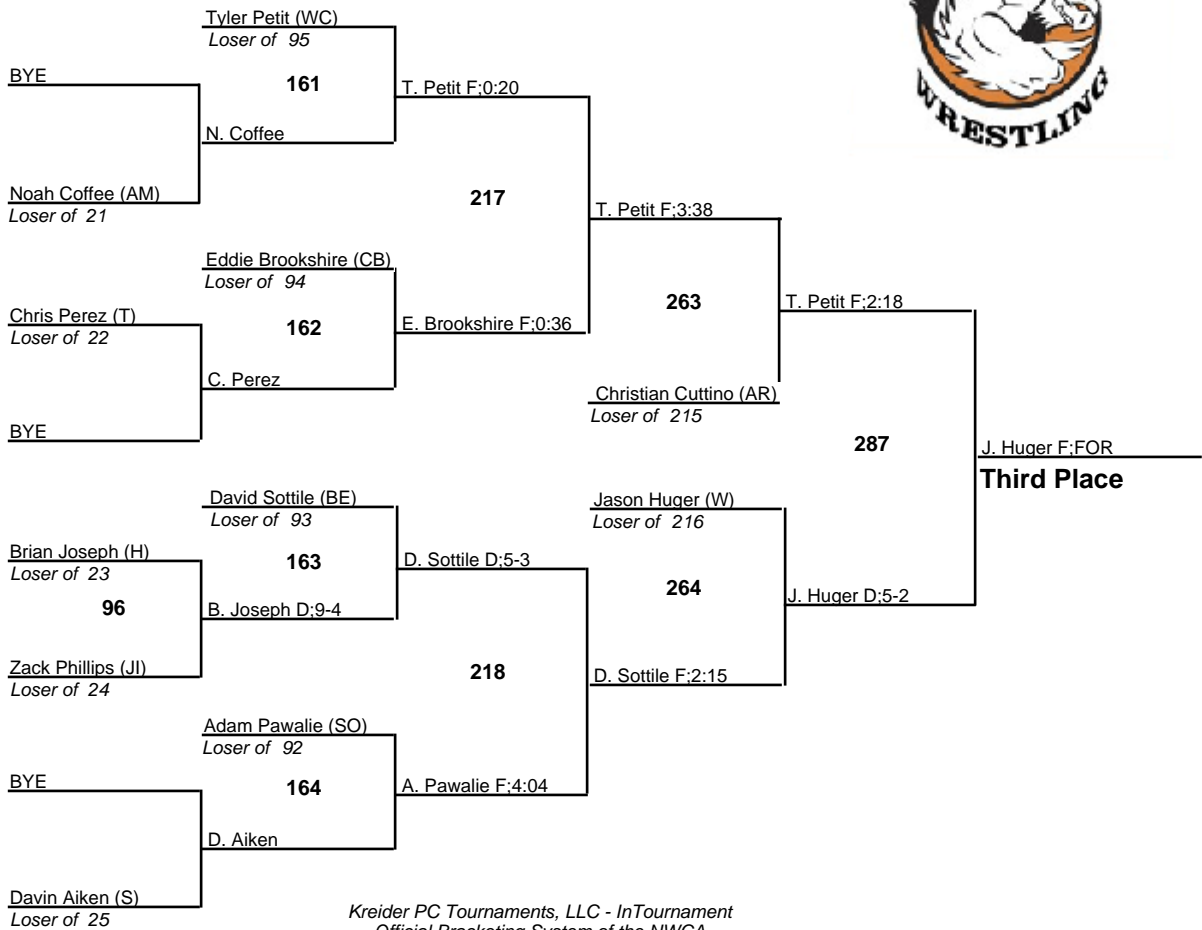 Tyler Petit (WC)
Loser of 95
BYE
161
T. Petit F;0:20
N. Coffee
Noah Coffee (AM)
Loser of 21
217
T. Petit F;3:38
Eddie Brookshire (CB)
Loser of 94
Chris Perez (T)
Loser of 22
162
E. Brookshire F;0:36
263
T. Petit F;2:18
C. Perez
BYE
Christian Cuttino (AR)
Loser of 215
287
J. Huger F;FOR
Third Place
David Sottile (BE)
Loser of 93
Jason Huger (W)
Loser of 216
Brian Joseph (H)
Loser of 23
163
D. Sottile D;5-3
96
B. Joseph D;9-4
264
J. Huger D;5-2
Zack Phillips (JI)
Loser of 24
218
D. Sottile F;2:15
Adam Pawalie (SO)
Loser of 92
BYE
164
A. Pawalie F;4:04
D. Aiken
Davin Aiken (S)
Loser of 25
Kreider PC Tournaments, LLC - InTournament
Official Bracketing System of the NWCA
WRESTLING